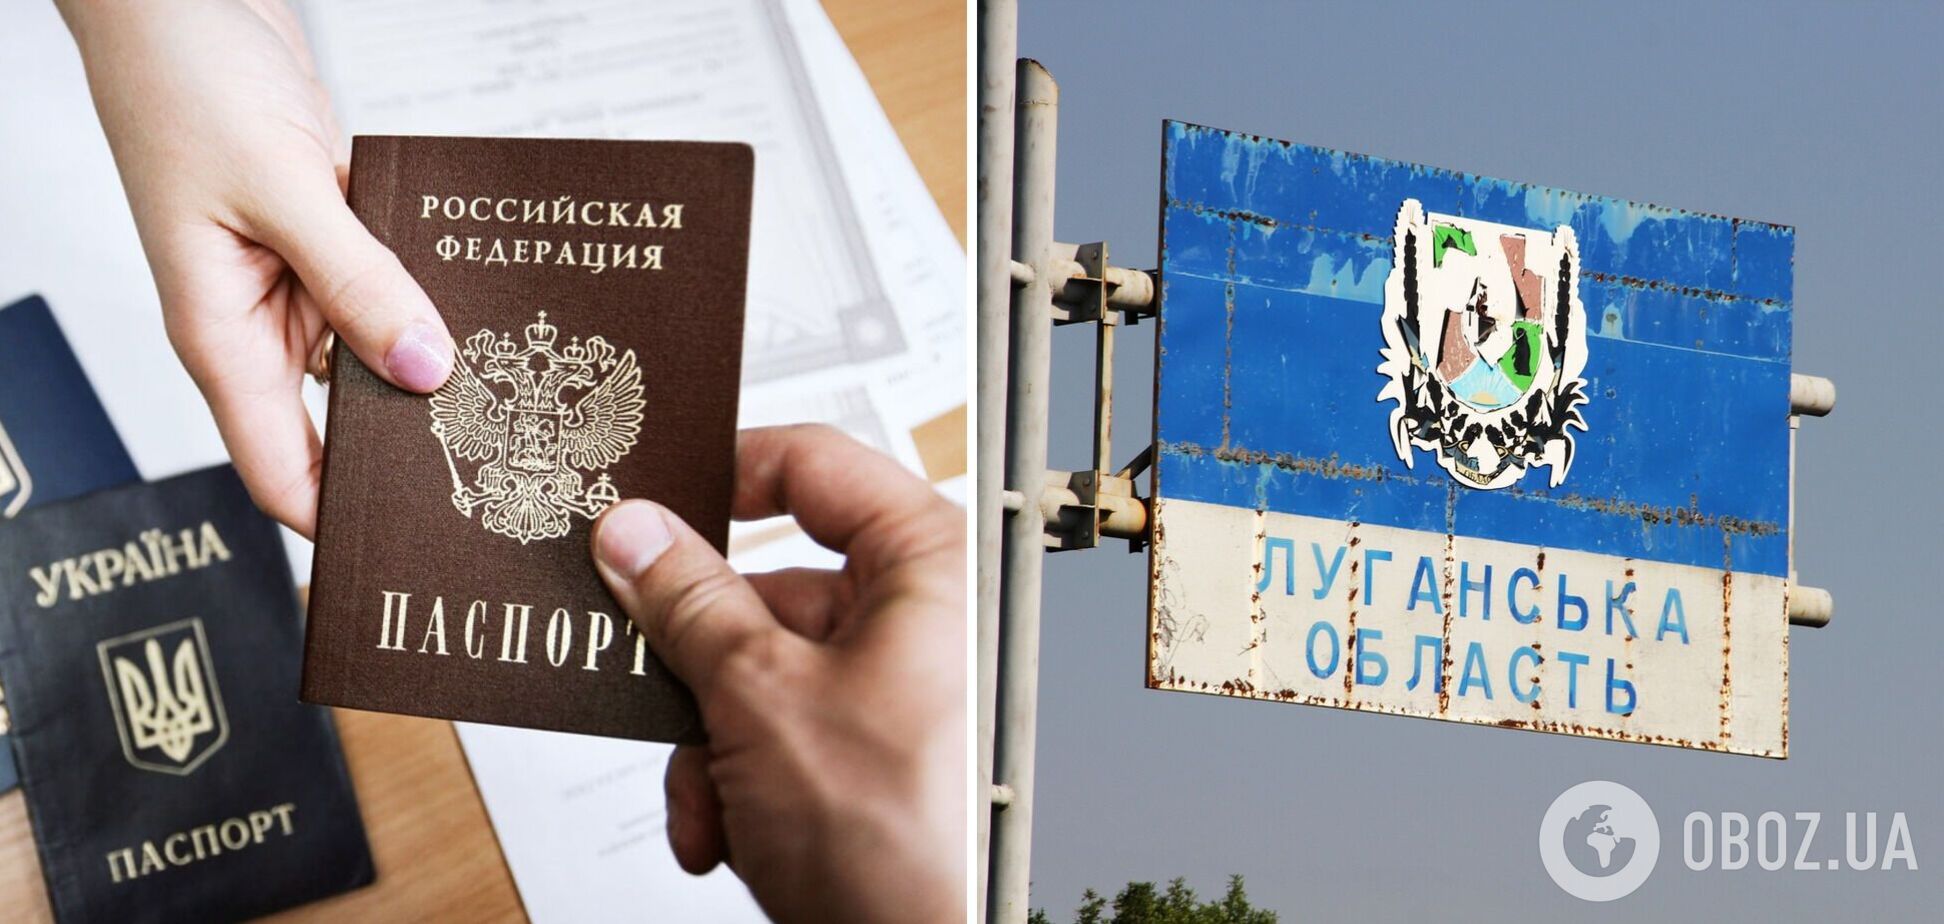 РОССИЙСКАЯ
ФЕДЕРАЦИЯ
ПАСПОРТ
УКРАЇНА
ПАСПОРТ
ЛУГАНСЬКА
ОБЛАСТЬ
OBOZ.UA